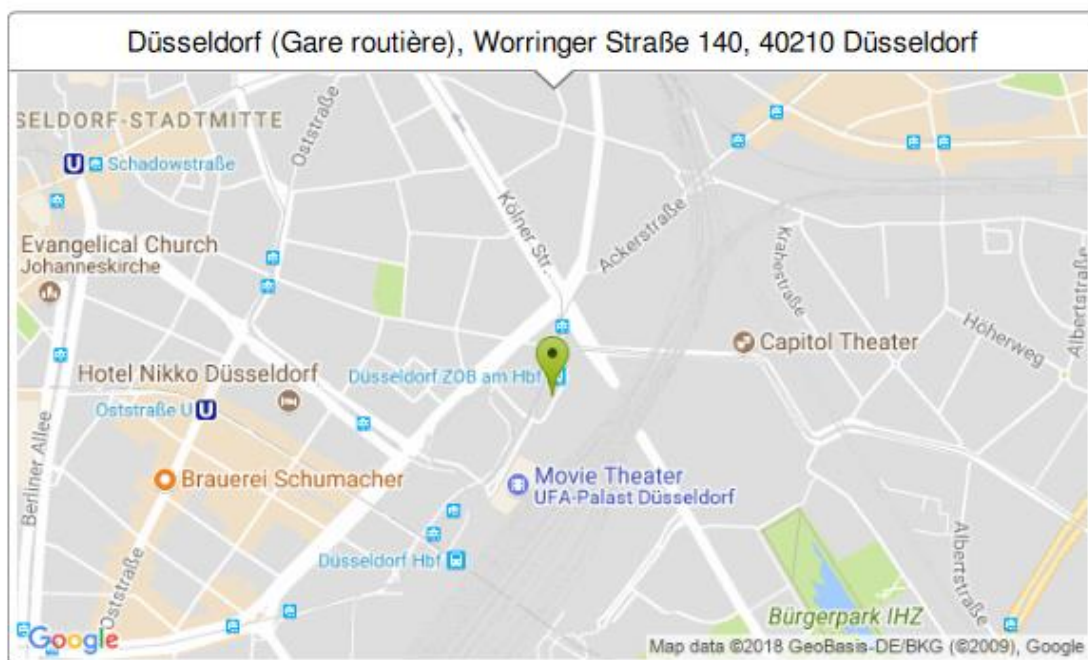 Düsseldorf (Gare routière), Worringer Straße 140, 40210 Düsseldorf
SELDORF-STADTMITTE
Oststraße
U Schadowstraße
Kölner Str.
Ackerstraße
Krahestraße
Albertstraße
Evangelical Church
Johanneskirche
Höherweg
Capitol Theater
Hotel Nikko Düsseldorf
Düsseldorf ZOB am Hbf
Oststraße U U
Berliner Allee
Brauerei Schumacher
Movie Theater
UFA-Palast Düsseldorf
Düsseldorf Hbf
Albertstraße
Oststraße
Bürgerpark IHZ
Google
Map data ©2018 GeoBasis-DE/BKG (©2009), Google